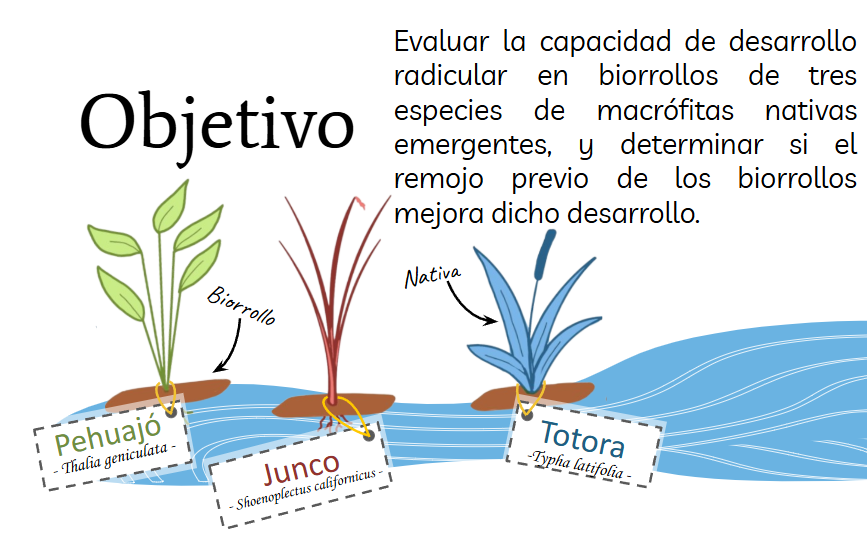 Objetivo
Evaluar la capacidad de desarrollo
radicular en biorrollos de tres
especies de macrófitas nativas
emergentes, y determinar si el
remojo previo de los biorrollos
mejora dicho desarrollo.
Biorrollo
Nativa
Pehuajó
- Thalia geniculata -
Junco
- Shoenoplectus californicus -
Totora
-Typha latifolia -